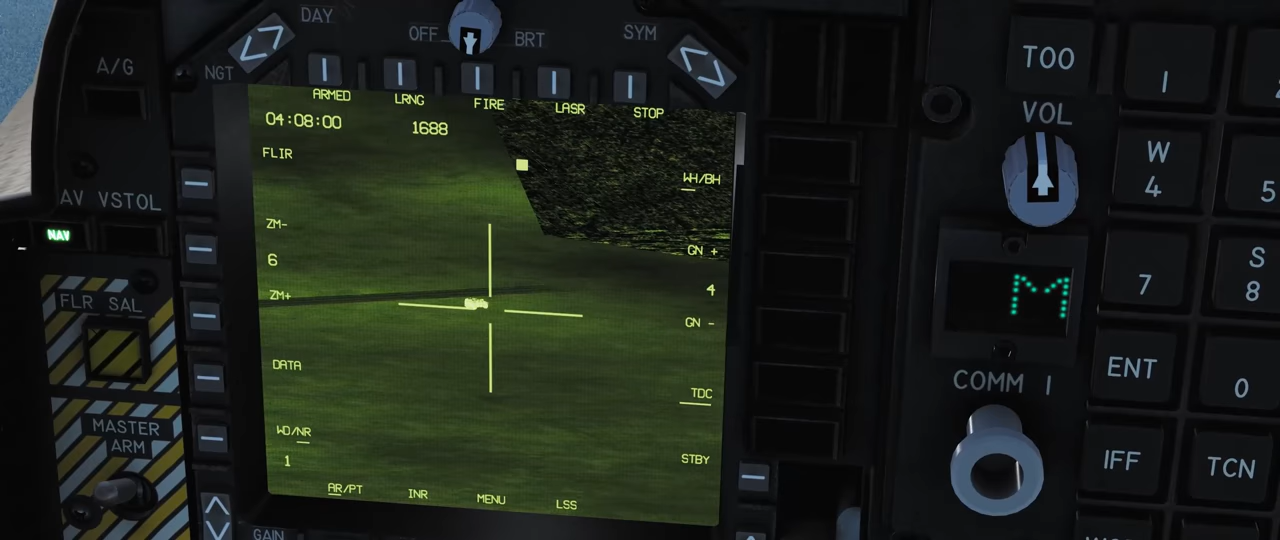 DAY
OFF BRT SYM
NGT
A/G
ARMED LRNG FIRE LASR STOP
04:08:00 1688
FLIR
WH/BH
ZM-
GN +
6
4
ZM+
GN -
DATA
TDC
WD/NR
1
STBY
AR/PT INR MENU LSS
GAIN
AV VSTOL
NAV
FLR SAL
MASTER
ARM
TOO
1
VOL
W
4
5
7
S
8
M
COMM 1
ENT
0
IFF
TCN